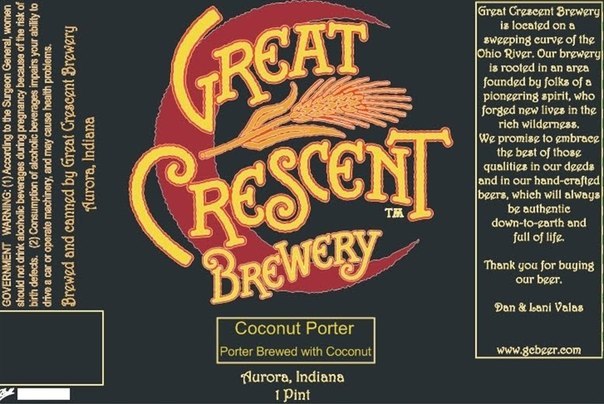 GOVERNMENT WARNING: (1) According to the Surgeon General, women
should not drink alcoholic beverages during pregnancy because of the risk of
birth defects. (2) Consumption of alcoholic beverages impairs your ability to
drive a car or operate machinery, and may cause health problems.
Brewed and canned by Great Crescent Brewery
Aurora, Indiana
GREAT
CRESCENT
TM
BREWERY
Coconut Porter
Porter Brewed with Coconut
Aurora, Indiana
1 Pint
Great Crescent Brewery
is located on a
sweeping curve of the
Ohio River. Our brewery
is rooted in an area
founded by folks of a
pioneering spirit, who
forged new lives in the
rich wilderness.
We promise to embrace
the best of those
qualities in our deeds
and in our hand-crafted
beers, which will always
be authentic
down-to-earth and
full of life.
Thank you for buying
our beer.
Dan & Lani Valas
www.gcbeer.com